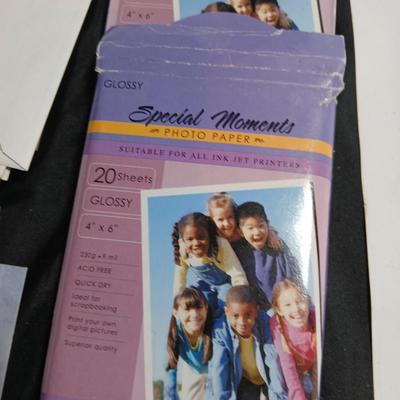 4" x 6"
GLOSSY
Special Moments
PHOTO PAPER
SUITABLE FOR ALL INK JET PRINTERS
20 Sheets
GLOSSY
4" x 6"
230g • 9 mil
ACID FREE
QUICK DRY
Ideal for
scrapbooking
Print your own
digital pictures
Superior quality